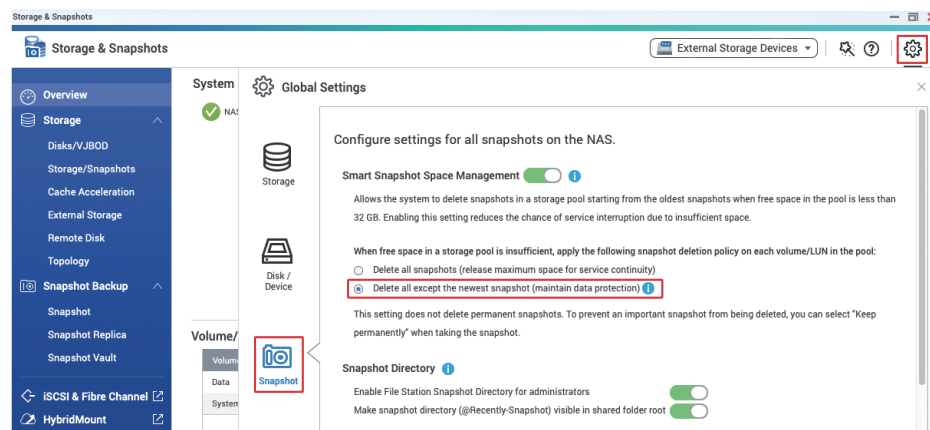 Storage & Snapshots
Storage & Snapshots
External Storage Devices
Overview
Storage
Disks/VJBOD
Storage/Snapshots
Cache Acceleration
External Storage
Remote Disk
Topology
Snapshot Backup
Snapshot
Snapshot Replica
Snapshot Vault
iSCSI & Fibre Channel
HybridMount
System
NAS
Volume/
Volum
Data
System
Global Settings
Storage
Disk /
Device
Snapshot
Configure settings for all snapshots on the NAS.
Smart Snapshot Space Management
Allows the system to delete snapshots in a storage pool starting from the oldest snapshots when free space in the pool is less than
32 GB. Enabling this setting reduces the chance of service interruption due to insufficient space.
When free space in a storage pool is insufficient, apply the following snapshot deletion policy on each volume/LUN in the pool:
Delete all snapshots (release maximum space for service continuity)
Delete all except the newest snapshot (maintain data protection)
This setting does not delete permanent snapshots. To prevent an important snapshot from being deleted, you can select "Keep
permanently" when taking the snapshot.
Snapshot Directory
Enable File Station Snapshot Directory for administrators
Make snapshot directory (@Recently-Snapshot) visible in shared folder root